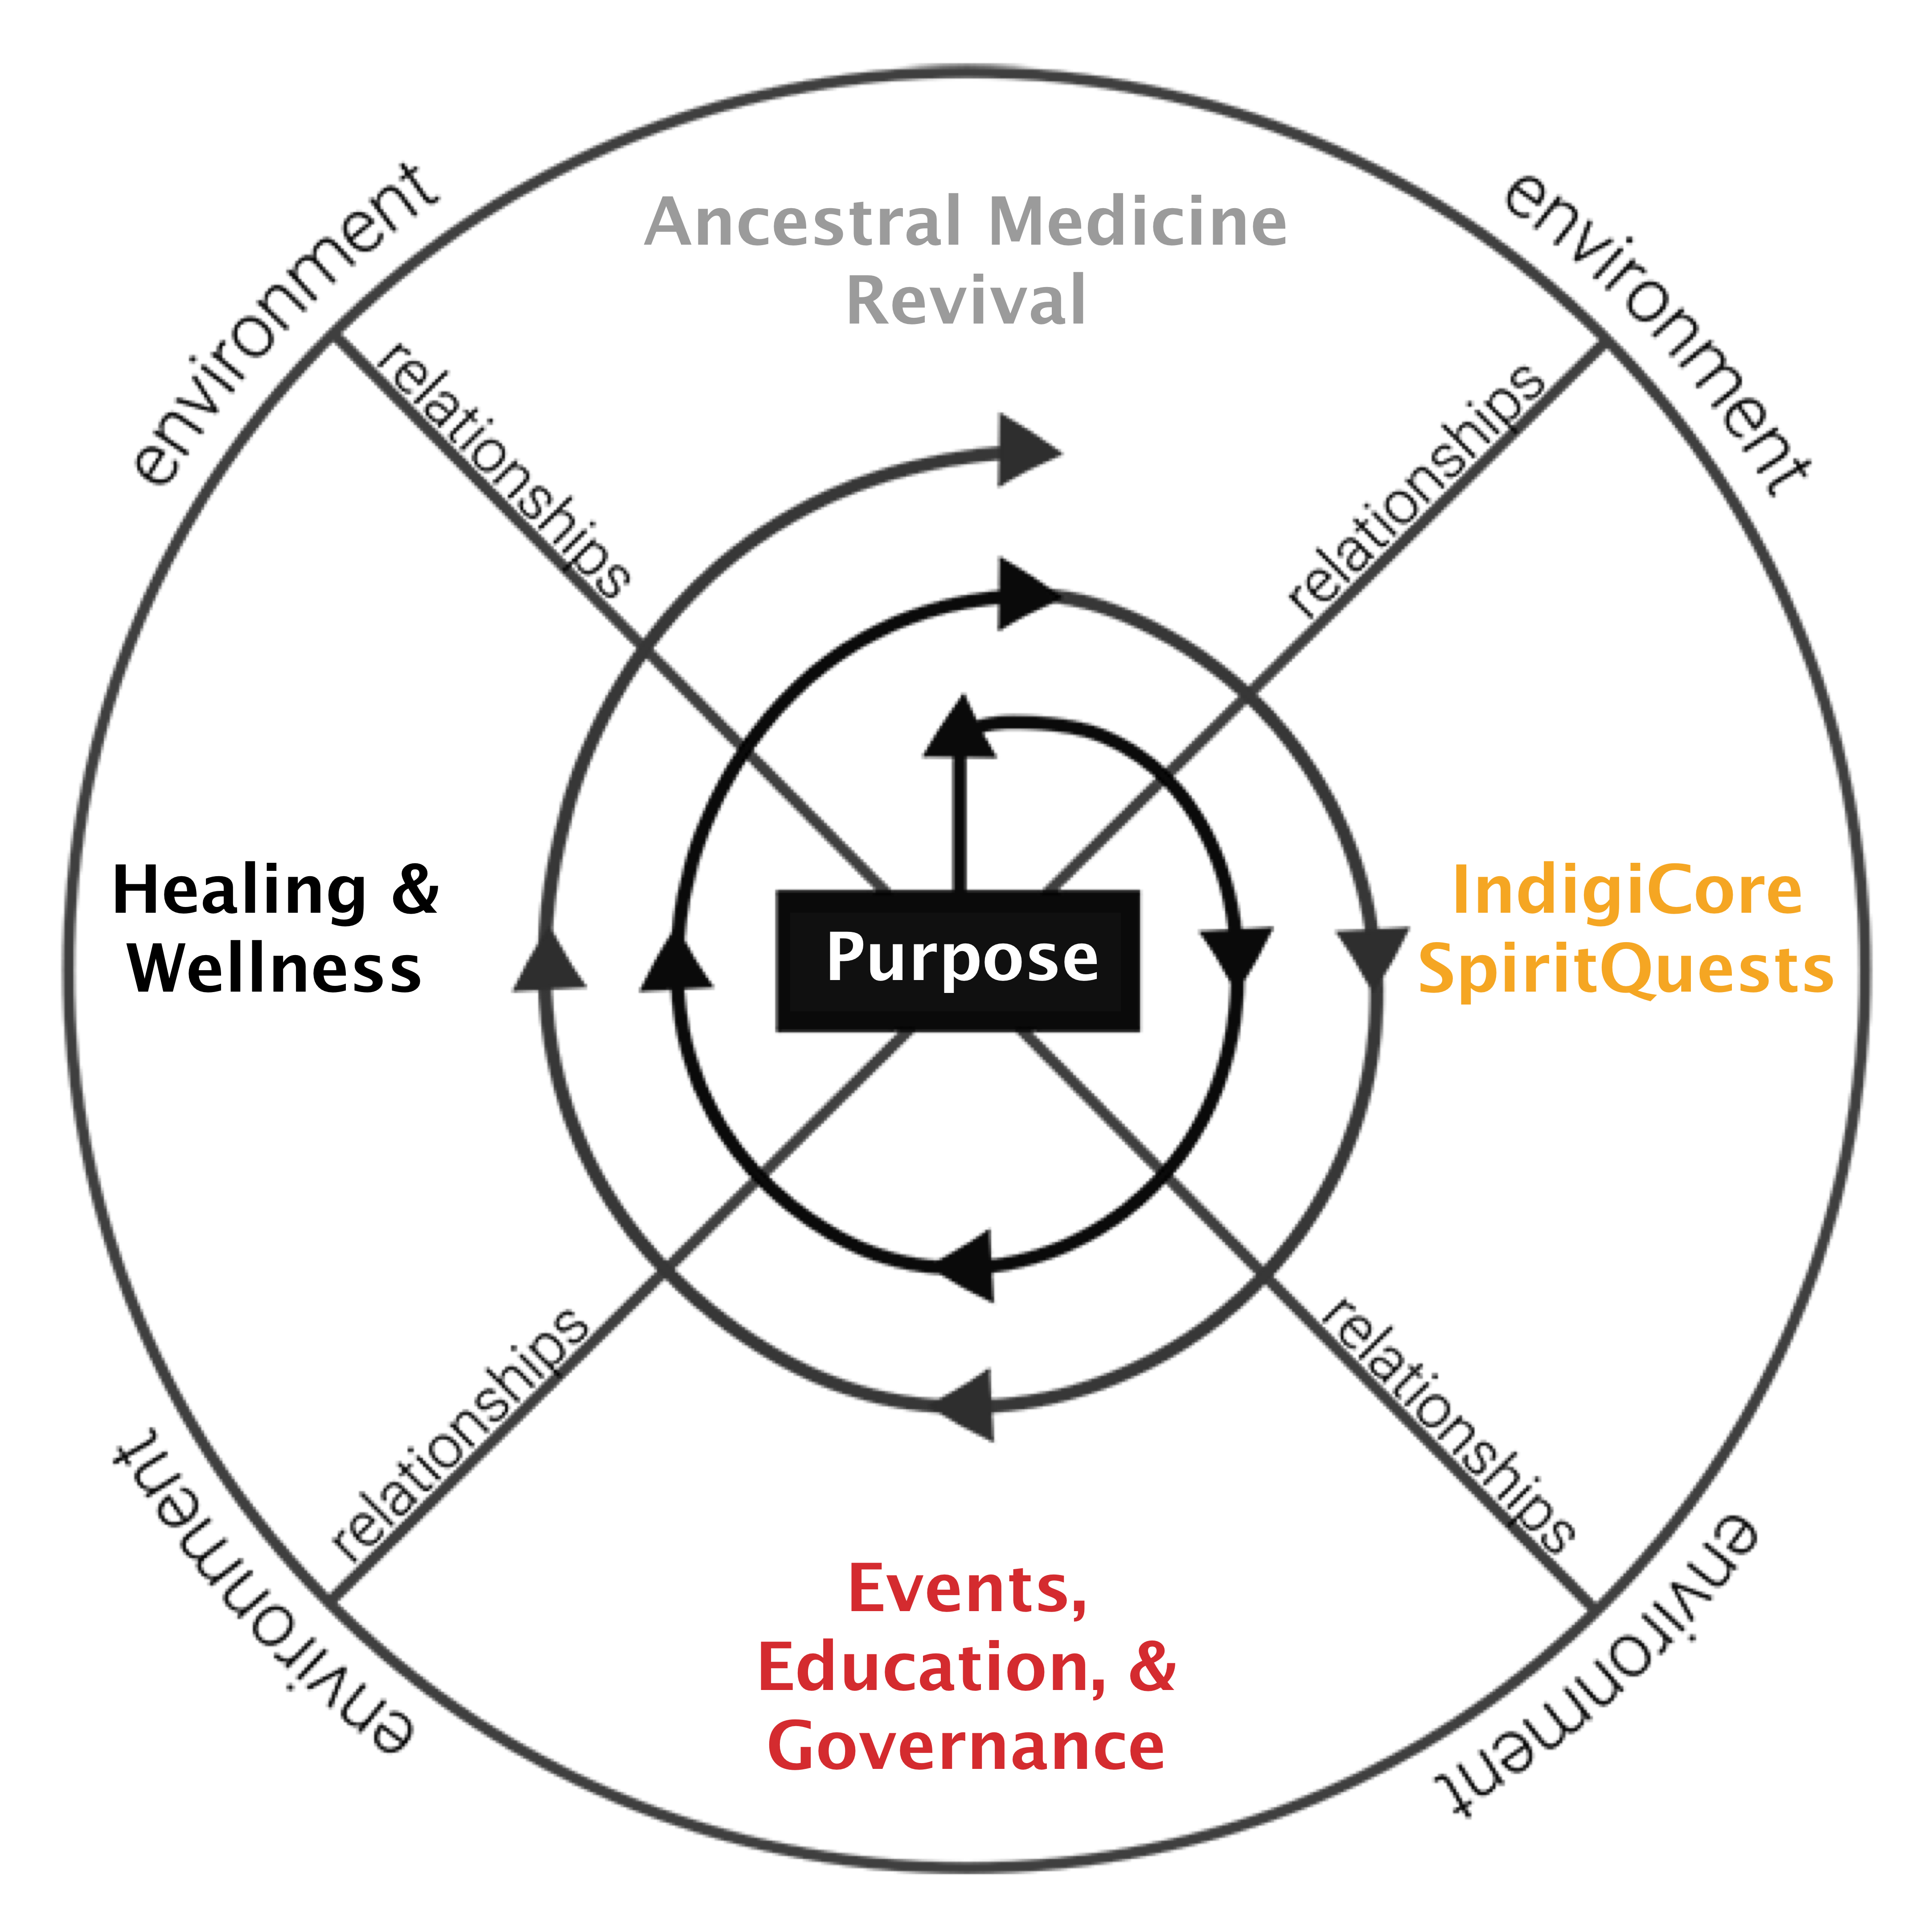 environment
environment
Ancestral Medicine
Revival
relationships
relationships
Healing &
Wellness
Purpose
IndigiCore
SpiritQuests
relationships
relationships
environment
environment
Events,
Education, &
Governance